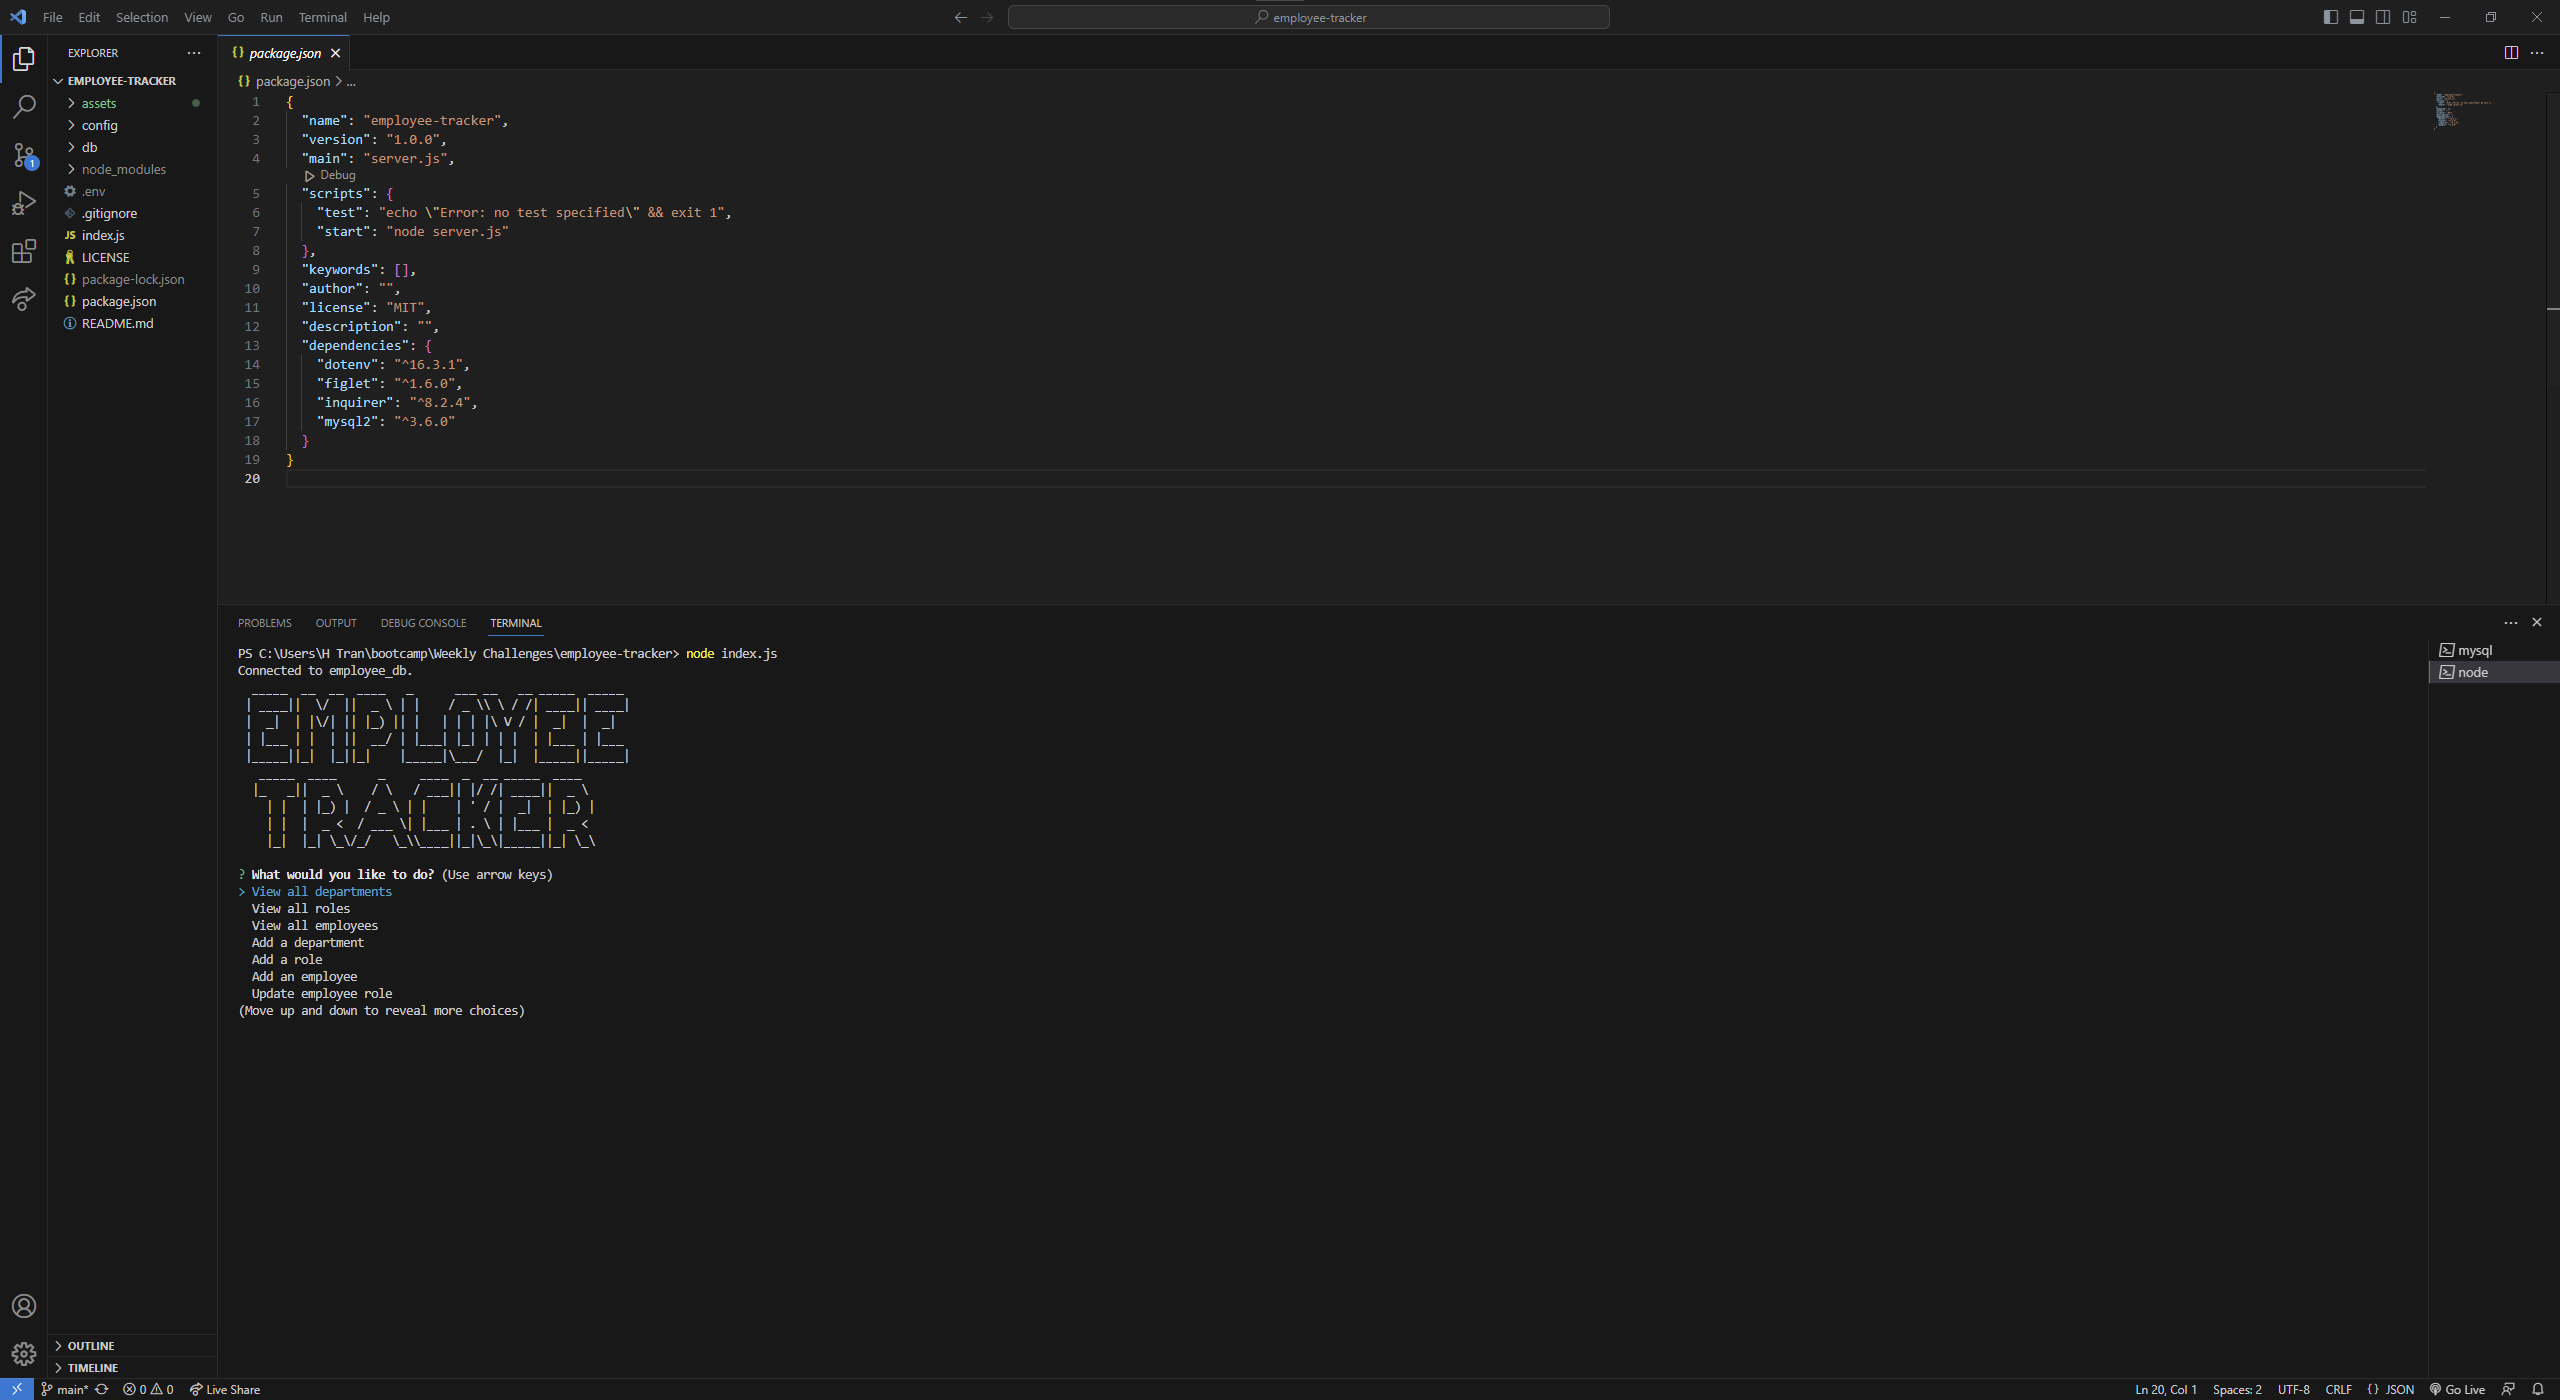 File Edit Selection View Go Run Terminal Help
employee-tracker
EXPLORER
EMPLOYEE-TRACKER
assets
config
db
node_modules
.env
.gitignore
index.js
LICENSE
package-lock.json
package.json
README.md
OUTLINE
TIMELINE
package.json
package.json > ...
1 {
2 "name": "employee-tracker",
3 "version": "1.0.0",
4 "main": "server.js",
Debug
5 "scripts": {
6 "test": "echo \"Error: no test specified\" && exit 1",
7 "start": "node server.js"
8 },
9 "keywords": [],
10 "author": "",
11 "license": "MIT",
12 "description": "",
13 "dependencies": {
14 "dotenv": "^16.3.1",
15 "figlet": "^1.6.0",
16 "inquirer": "^8.2.4",
17 "mysql2": "^3.6.0"
18 }
19 }
20
PROBLEMS OUTPUT DEBUG CONSOLE TERMINAL
PS C:\Users\H Tran\bootcamp\Weekly Challenges\employee-tracker> node index.js
Connected to employee_db.
EMPLOYEE
TRACKER
? What would you like to do? (Use arrow keys)
> View all departments
View all roles
View all employees
Add a department
Add a role
Add an employee
Update employee role
(Move up and down to reveal more choices)
mysql
node
1
main* 0 0 Live Share
Ln 20, Col 1 Spaces: 2 UTF-8 CRLF {} JSON Go Live